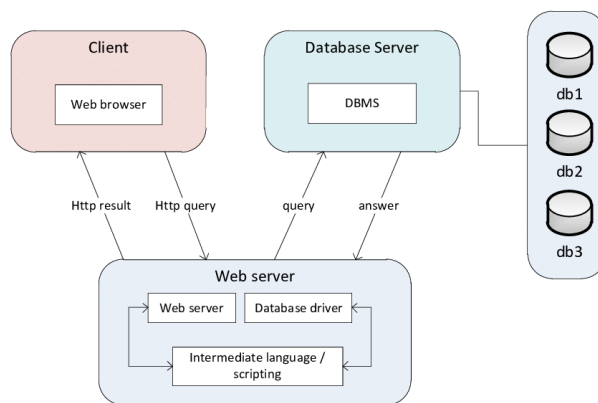 Client
Web browser
Database Server
DBMS
db1
db2
db3
Http result
Http query
query
answer
Web server
Web server
Database driver
Intermediate language /
scripting